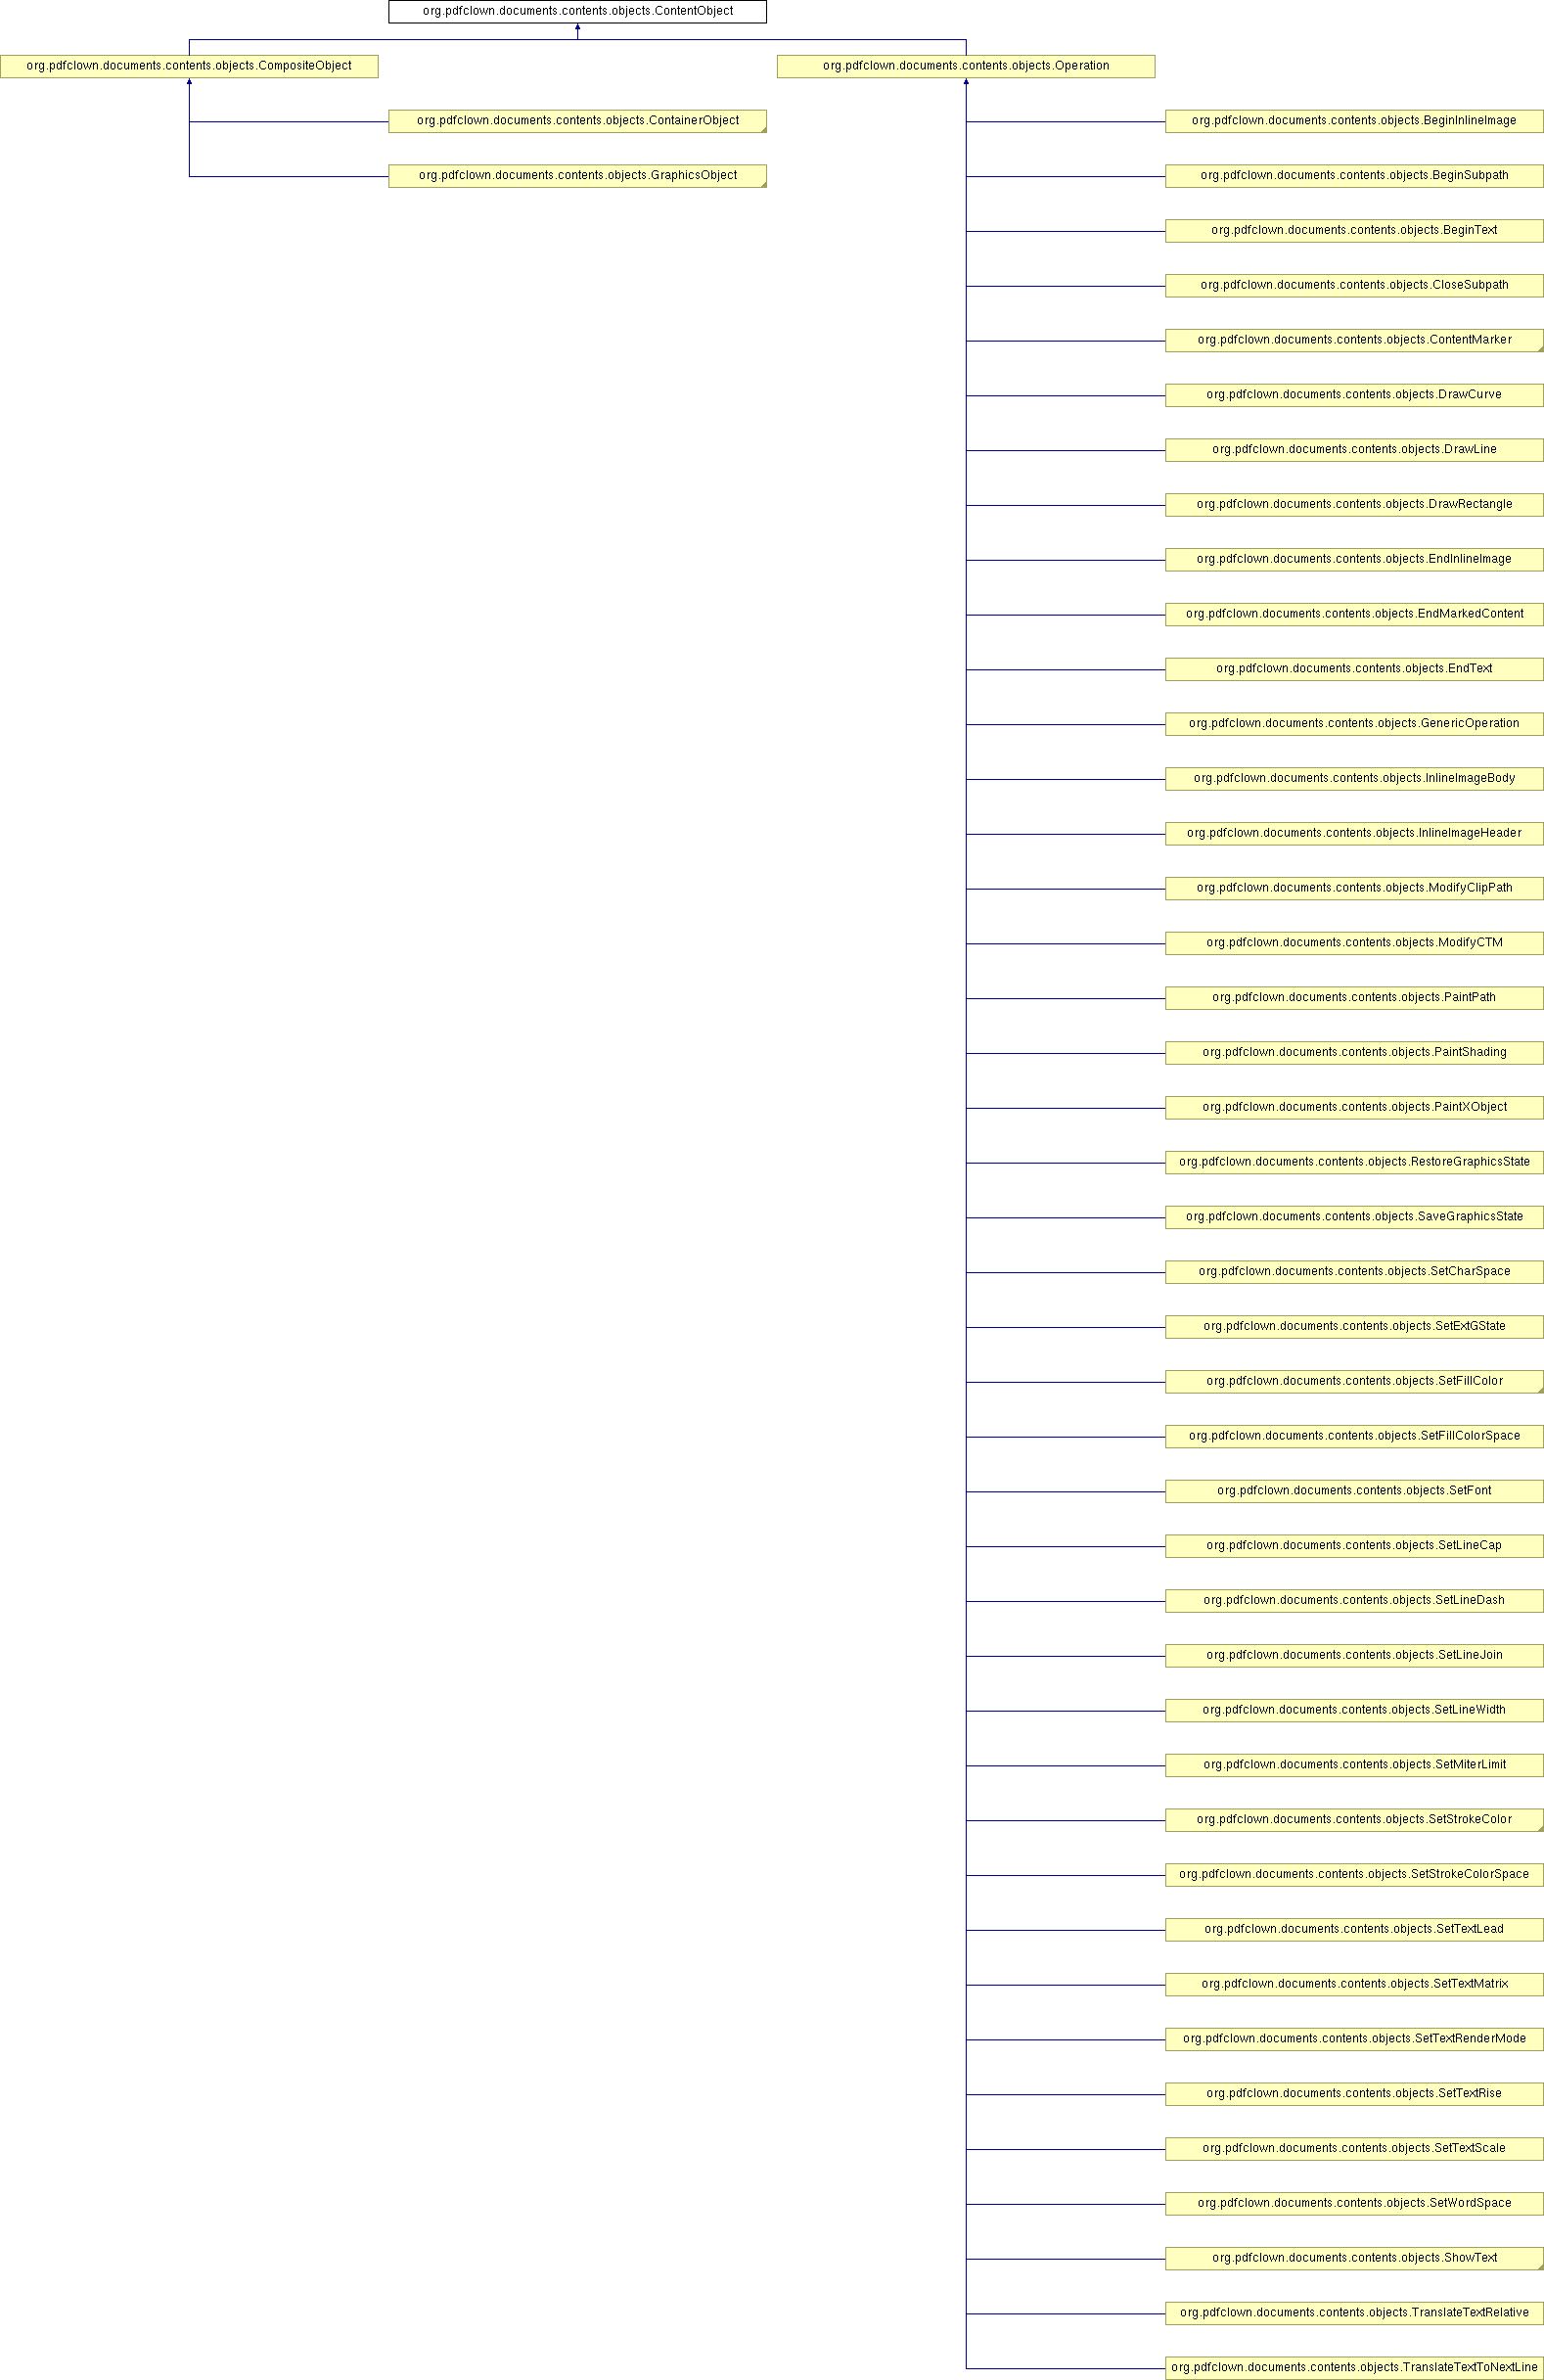 org.pdfclown.documents.contents.objects.ContentObject
org.pdfclown.documents.contents.objects.CompositeObject
org.pdfclown.documents.contents.objects.Operation
org.pdfclown.documents.contents.objects.ContainerObject
org.pdfclown.documents.contents.objects.GraphicsObject
org.pdfclown.documents.contents.objects.BeginInlineImage
org.pdfclown.documents.contents.objects.BeginSubpath
org.pdfclown.documents.contents.objects.BeginText
org.pdfclown.documents.contents.objects.CloseSubpath
org.pdfclown.documents.contents.objects.ContentMarker
org.pdfclown.documents.contents.objects.DrawCurve
org.pdfclown.documents.contents.objects.DrawLine
org.pdfclown.documents.contents.objects.DrawRectangle
org.pdfclown.documents.contents.objects.EndInlineImage
org.pdfclown.documents.contents.objects.EndMarkedContent
org.pdfclown.documents.contents.objects.EndText
org.pdfclown.documents.contents.objects.GenericOperation
org.pdfclown.documents.contents.objects.InlineImageBody
org.pdfclown.documents.contents.objects.InlineImageHeader
org.pdfclown.documents.contents.objects.ModifyClipPath
org.pdfclown.documents.contents.objects.ModifyCTM
org.pdfclown.documents.contents.objects.PaintPath
org.pdfclown.documents.contents.objects.PaintShading
org.pdfclown.documents.contents.objects.PaintXObject
org.pdfclown.documents.contents.objects.RestoreGraphicsState
org.pdfclown.documents.contents.objects.SaveGraphicsState
org.pdfclown.documents.contents.objects.SetCharSpace
org.pdfclown.documents.contents.objects.SetExtGState
org.pdfclown.documents.contents.objects.SetFillColor
org.pdfclown.documents.contents.objects.SetFillColorSpace
org.pdfclown.documents.contents.objects.SetFont
org.pdfclown.documents.contents.objects.SetLineCap
org.pdfclown.documents.contents.objects.SetLineDash
org.pdfclown.documents.contents.objects.SetLineJoin
org.pdfclown.documents.contents.objects.SetLineWidth
org.pdfclown.documents.contents.objects.SetMiterLimit
org.pdfclown.documents.contents.objects.SetStrokeColor
org.pdfclown.documents.contents.objects.SetStrokeColorSpace
org.pdfclown.documents.contents.objects.SetTextLead
org.pdfclown.documents.contents.objects.SetTextMatrix
org.pdfclown.documents.contents.objects.SetTextRenderMode
org.pdfclown.documents.contents.objects.SetTextRise
org.pdfclown.documents.contents.objects.SetTextScale
org.pdfclown.documents.contents.objects.SetWordSpace
org.pdfclown.documents.contents.objects.ShowText
org.pdfclown.documents.contents.objects.TranslateTextRelative
org.pdfclown.documents.contents.objects.TranslateTextToNextLine